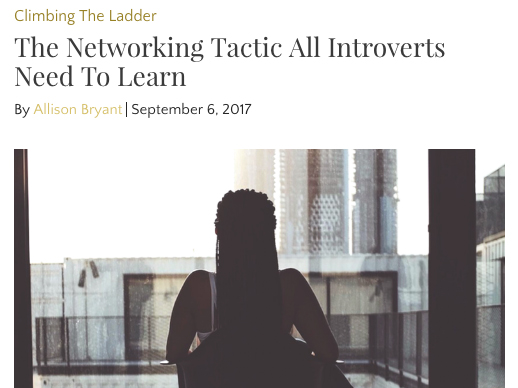 Climbing The Ladder
The Networking Tactic All Introverts
Need To Learn
By Allison Bryant | September 6, 2017